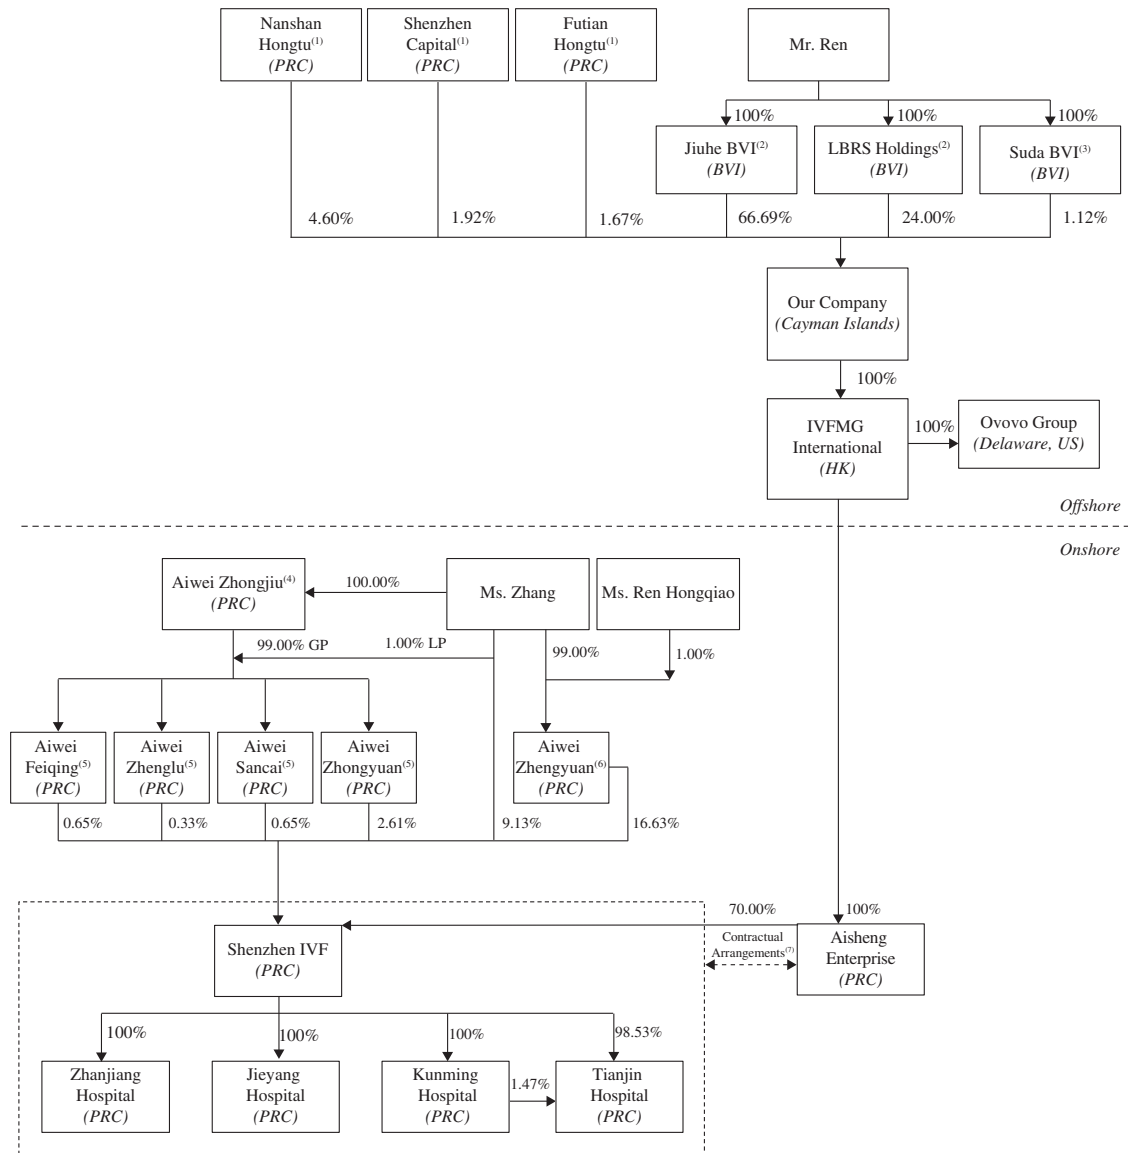 Nanshan
Hongtu(1)
(PRC)
Shenzhen
Capital(1)
(PRC)
Futian
Hongtu(1)
(PRC)
Mr. Ren
100%
100%
100%
Jiuhe BVI(2)
(BVI)
LBRS Holdings(2)
(BVI)
Suda BVI(3)
(BVI)
4.60%
1.92%
1.67%
66.69%
24.00%
1.12%
Our Company
(Cayman Islands)
100%
IVFMG
International
(HK)
100%
Ovovo Group
(Delaware, US)
Offshore
Onshore
Aiwei Zhongjiu(4)
(PRC)
100.00%
Ms. Zhang
Ms. Ren Hongqiao
99.00% GP
1.00% LP
99.00%
1.00%
Aiwei
Feiqing(5)
(PRC)
Aiwei
Zhenglu(5)
(PRC)
Aiwei
Sancai(5)
(PRC)
Aiwei
Zhongyuan(5)
(PRC)
Aiwei
Zhengyuan(6)
(PRC)
0.65%
0.33%
0.65%
2.61%
9.13%
16.63%
70.00%
100%
Shenzhen IVF
(PRC)
Contractual
Arrangements(7)
Aisheng
Enterprise
(PRC)
100%
100%
100%
98.53%
Zhanjiang
Hospital
(PRC)
Jieyang
Hospital
(PRC)
Kunming
Hospital
(PRC)
1.47%
Tianjin
Hospital
(PRC)